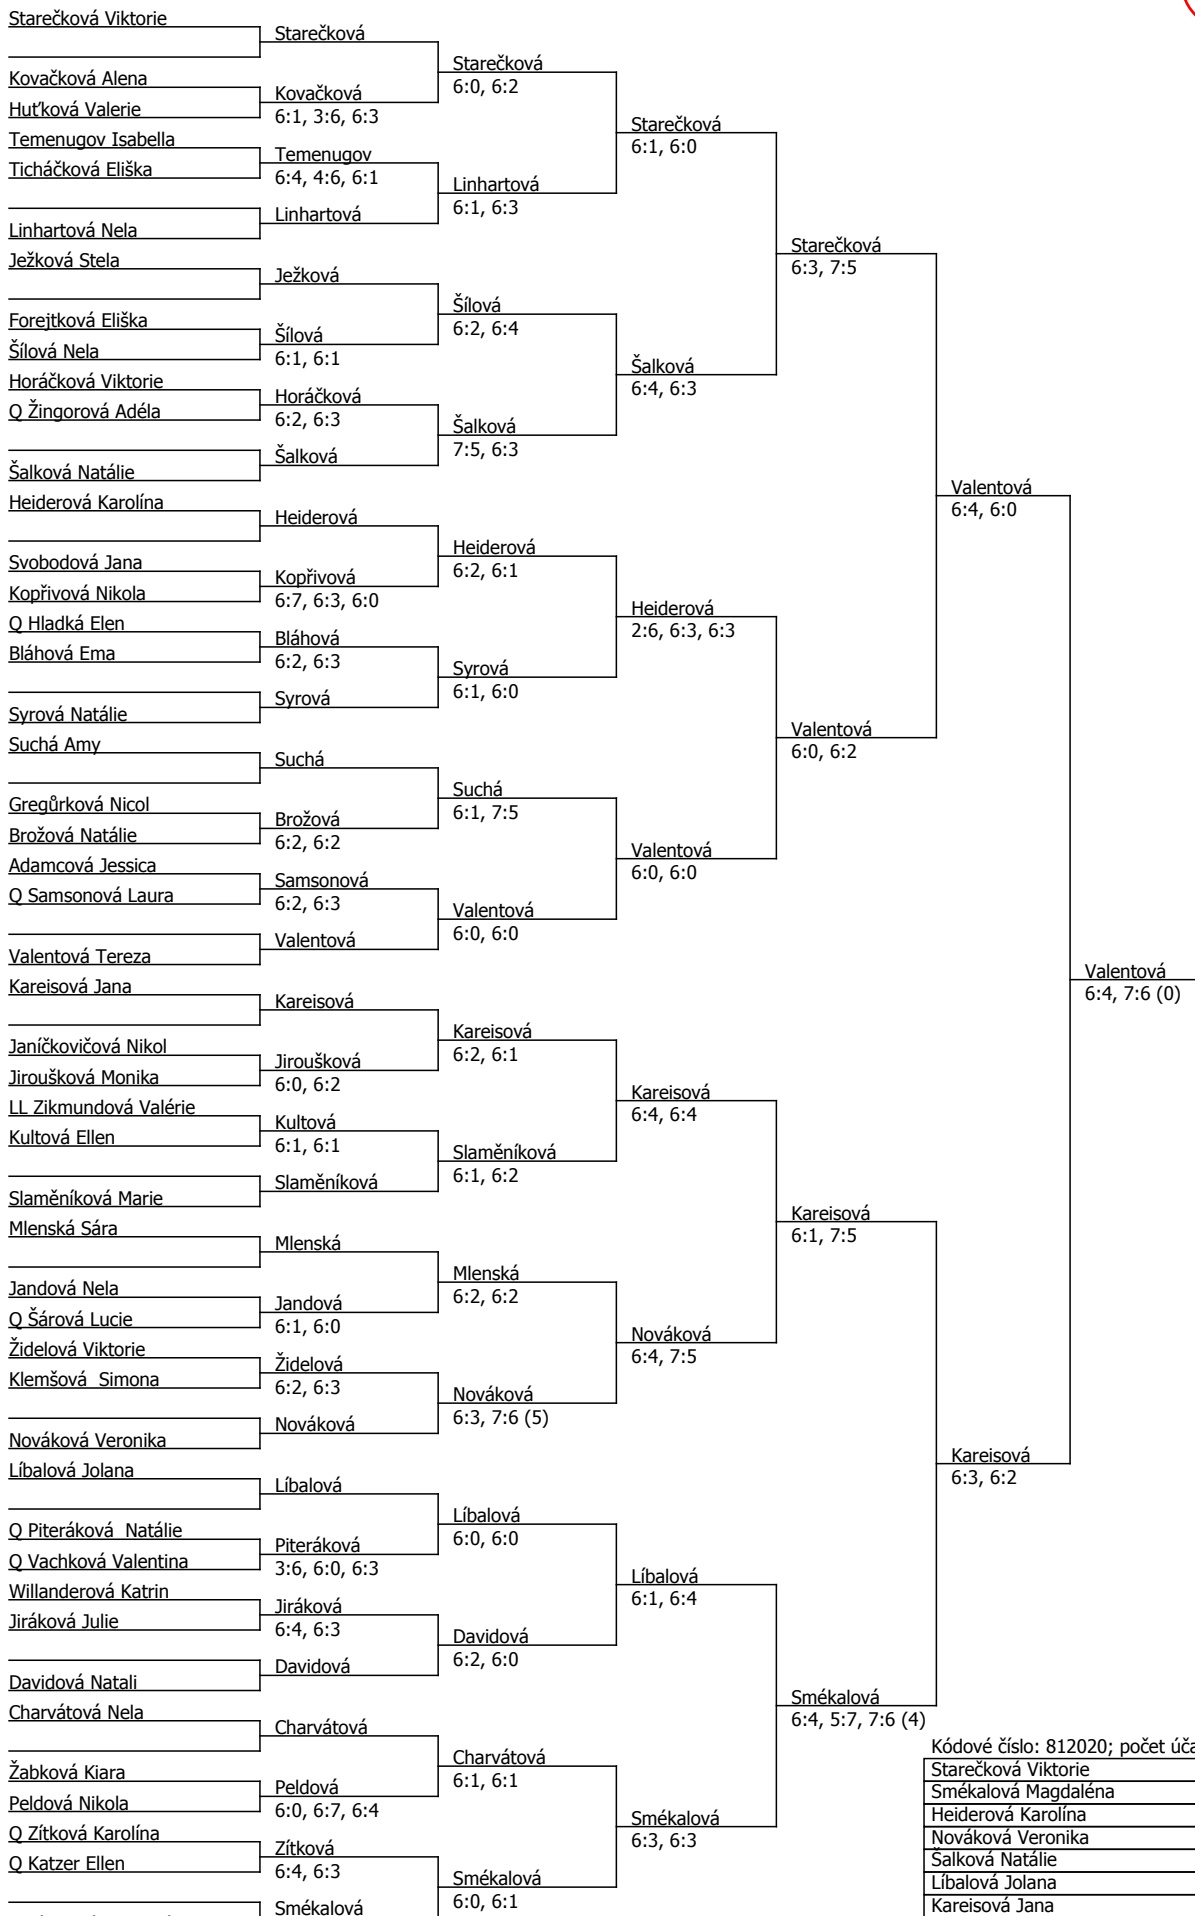 Starečková Viktorie
Kovačková Alena
Huťková Valerie
Temenugov Isabella
Ticháčková Eliška
Linhartová Nela
Ježková Stela
Forejtková Eliška
Šílová Nela
Horáčková Viktorie
Q Žingorová Adéla
Šalková Natálie
Heiderová Karolína
Svobodová Jana
Kopřivová Nikola
Q Hladká Elen
Bláhová Ema
Syrová Natálie
Suchá Amy
Gregůrková Nicol
Brožová Natálie
Adamcová Jessica
Q Samsonová Laura
Valentová Tereza
Kareisová Jana
Janíčkovičová Nikol
Jiroušková Monika
LL Zikmundová Valérie
Kultová Ellen
Slaměníková Marie
Mlenská Sára
Jandová Nela
Q Šárová Lucie
Židelová Viktorie
Klemšová  Simona
Nováková Veronika
Líbalová Jolana
Q Piteráková  Natálie
Q Vachková Valentina
Willanderová Katrin
Jiráková Julie
Davidová Natali
Charvátová Nela
Žabková Kiara
Peldová Nikola
Q Zítková Karolína
Q Katzer Ellen
Starečková
Kovačková
6:1, 3:6, 6:3
Temenugov
6:4, 4:6, 6:1
Linhartová
Ježková
Šílová
6:1, 6:1
Horáčková
6:2, 6:3
Šalková
Heiderová
Kopřivová
6:7, 6:3, 6:0
Bláhová
6:2, 6:3
Syrová
Suchá
Brožová
6:2, 6:2
Samsonová
6:2, 6:3
Valentová
Kareisová
Jiroušková
6:0, 6:2
Kultová
6:1, 6:1
Slaměníková
Mlenská
Jandová
6:1, 6:0
Židelová
6:2, 6:3
Nováková
Líbalová
Piteráková
3:6, 6:0, 6:3
Jiráková
6:4, 6:3
Davidová
Charvátová
Peldová
6:0, 6:7, 6:4
Zítková
6:4, 6:3
Smékalová
Starečková
6:0, 6:2
Linhartová
6:1, 6:3
Šílová
6:2, 6:4
Šalková
7:5, 6:3
Heiderová
6:2, 6:1
Syrová
6:1, 6:0
Suchá
6:1, 7:5
Valentová
6:0, 6:0
Kareisová
6:2, 6:1
Slaměníková
6:1, 6:2
Mlenská
6:2, 6:2
Nováková
6:3, 7:6 (5)
Líbalová
6:0, 6:0
Davidová
6:2, 6:0
Charvátová
6:1, 6:1
Smékalová
6:0, 6:1
Starečková
6:1, 6:0
Šalková
6:4, 6:3
Heiderová
2:6, 6:3, 6:3
Valentová
6:0, 6:0
Kareisová
6:4, 6:4
Nováková
6:4, 7:5
Líbalová
6:1, 6:4
Smékalová
6:3, 6:3
Starečková
6:3, 7:5
Valentová
6:0, 6:2
Kareisová
6:1, 7:5
Smékalová
6:4, 5:7, 7:6 (4)
Valentová
6:4, 6:0
Kareisová
6:3, 6:2
Valentová
6:4, 7:6 (0)
Kódové číslo: 812020; počet úča
Starečková Viktorie
Smékalová Magdaléna
Heiderová Karolína
Nováková Veronika
Šalková Natálie
Líbalová Jolana
Kareisová Jana